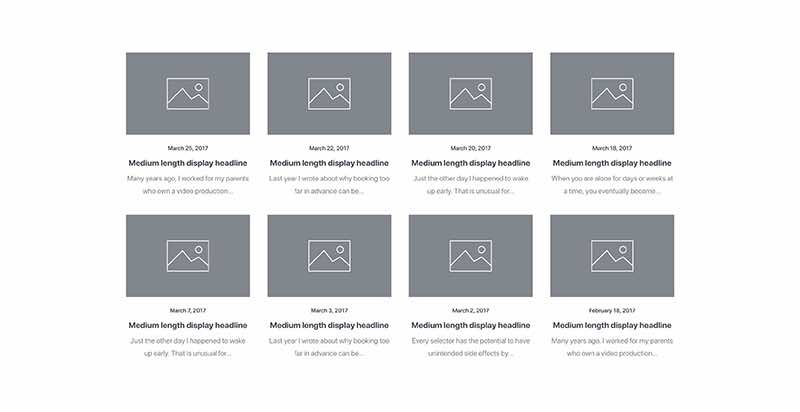 March 25, 2017
Medium length display headline
Many years ago, I worked for my parents
who own a video production...
March 22, 2017
Medium length display headline
Last year I wrote about why booking too
far in advance can be...
March 20, 2017
Medium length display headline
Just the other day I happened to wake
up early. That is unusual for...
March 18, 2017
Medium length display headline
When you are alone for days or weeks at
a time, you eventually become...
March 7, 2017
Medium length display headline
Just the other day I happened to wake
up early. That is unusual for...
March 3, 2017
Medium length display headline
Last year I wrote about why booking too
far in advance can be...
March 2, 2017
Medium length display headline
Every selector has the potential to have
unintended side effects by...
February 18, 2017
Medium length display headline
Many years ago, I worked for my parents
who own a video production...